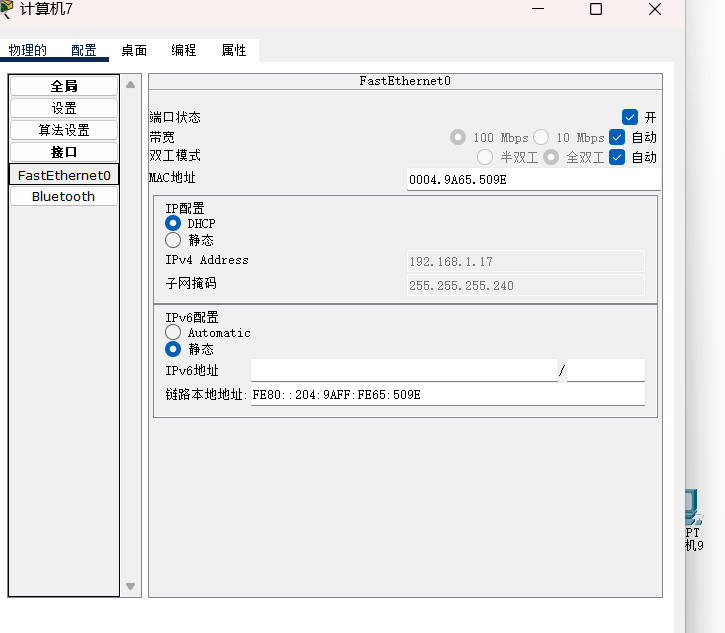 计算机7
物理的 配置 桌面 编程 属性
全局
设置
算法设置
接口
FastEthernet0
Bluetooth
FastEthernet0
端口状态 开
带宽 100 Mbps 10 Mbps 自动
双工模式 半双工 全双工 自动
MAC地址 0004.9A65.509E
IP配置
DHCP
静态
IPv4 Address 192.168.1.17
子网掩码 255.255.255.240
IPv6配置
Automatic
静态
IPv6地址 /
链路本地地址: FE80::204:9AFF:FE65:509E
PT
机9